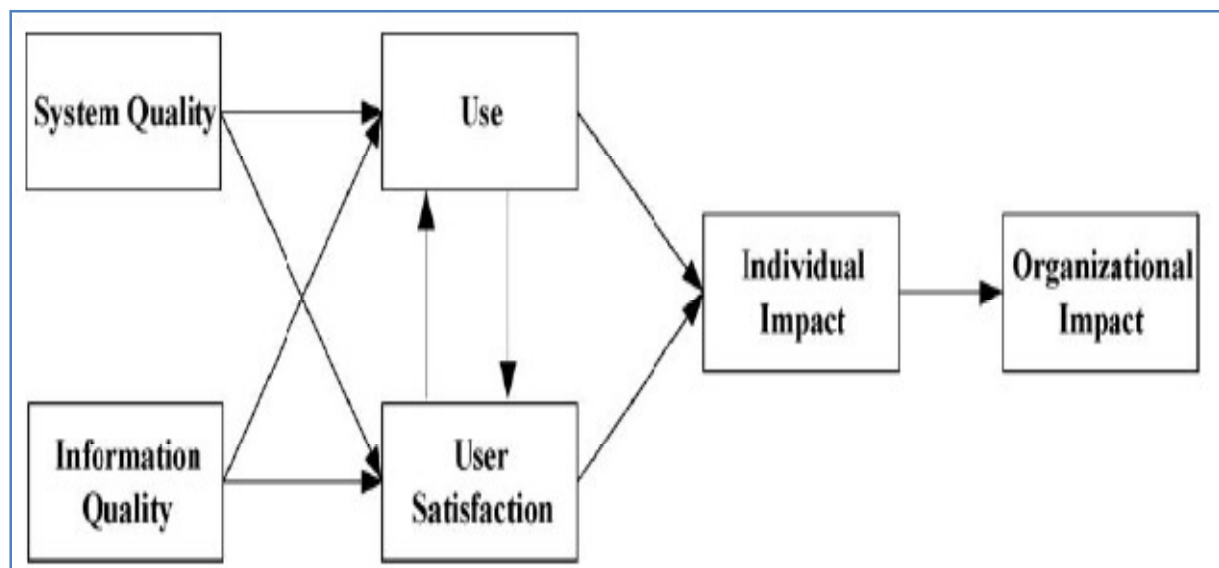 System Quality
Use
Individual
Impact
Organizational
Impact
Information
Quality
User
Satisfaction